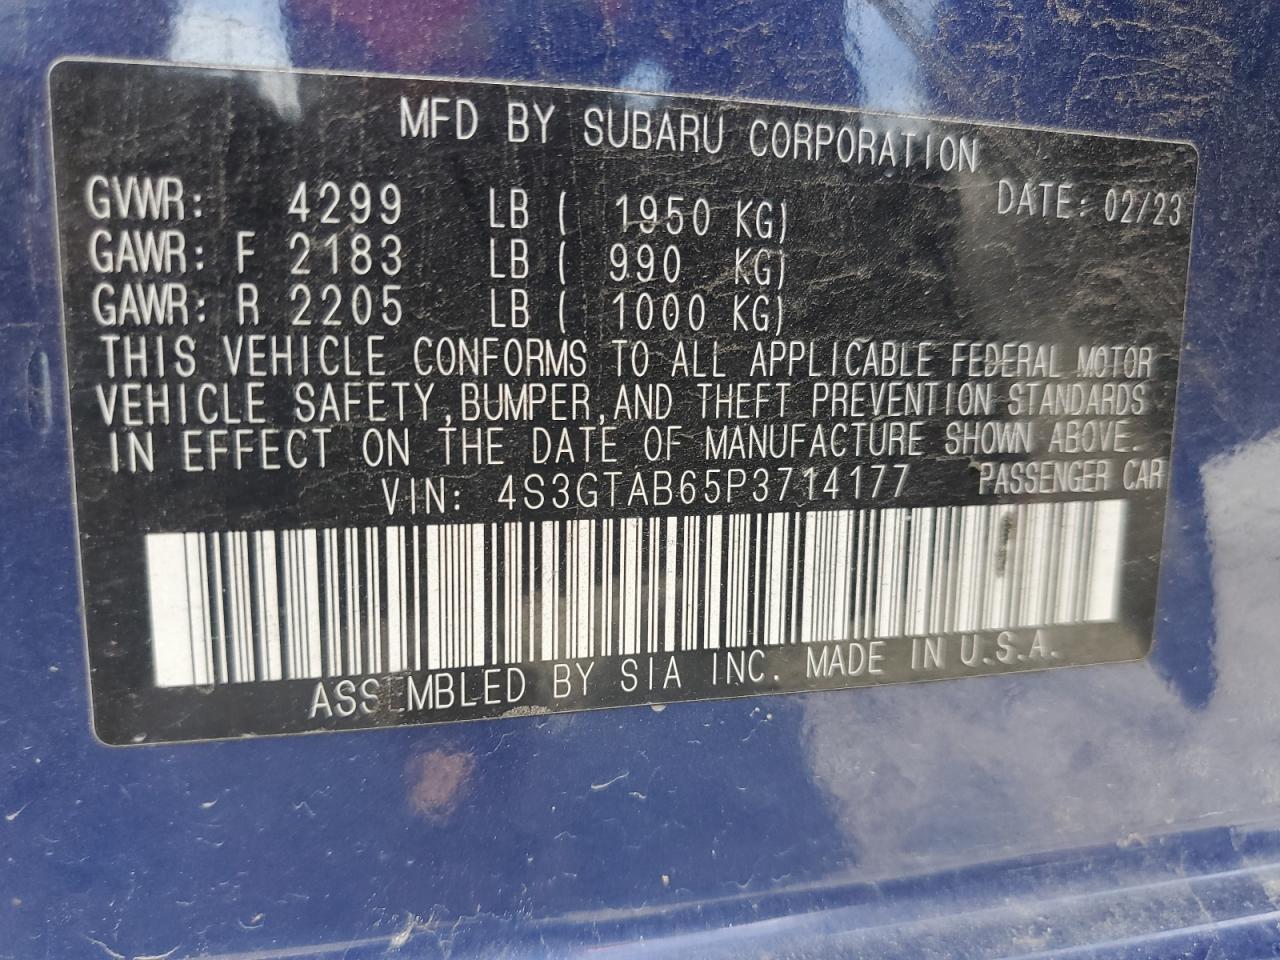 MFD BY SUBARU CORPORATION
DATE: 02/23
GVWR: 4299 LB ( 1950 KG)
GAWR: F 2183 LB ( 990 KG)
GAWR: R 2205 LB ( 1000 KG)
THIS VEHICLE CONFORMS TO ALL APPLICABLE FEDERAL MOTOR
VEHICLE SAFETY,BUMPER,AND THEFT PREVENTION STANDARDS
IN EFFECT ON THE DATE OF MANUFACTURE SHOWN ABOVE.
VIN: 4S3GTAB65P3714177 PASSENGER CAR
ASSEMBLED BY SIA INC. MADE IN U.S.A.